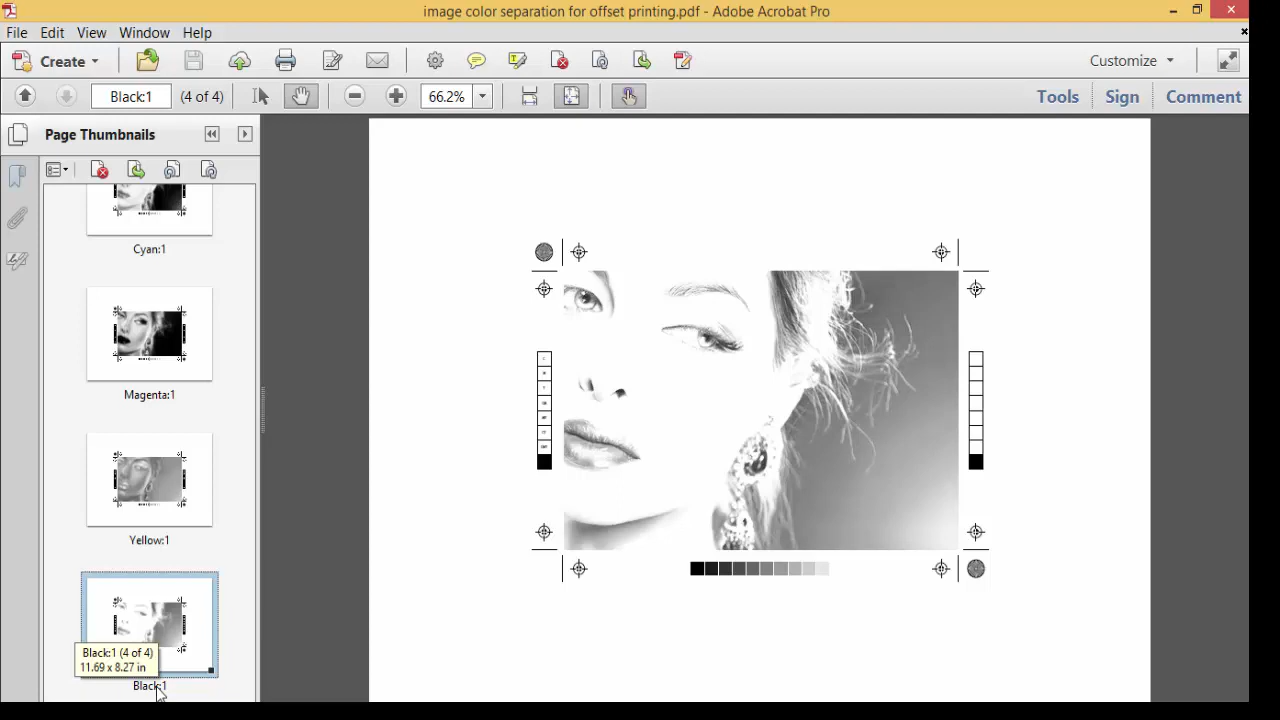 image color separation for offset printing.pdf - Adobe Acrobat Pro
File Edit View Window Help
Create
Customize
Black:1 (4 of 4) 66.2% Tools Sign Comment
Page Thumbnails
Cyan:1
Magenta:1
Yellow:1
Black:1 (4 of 4)
11.69 x 8.27 in
Black:1